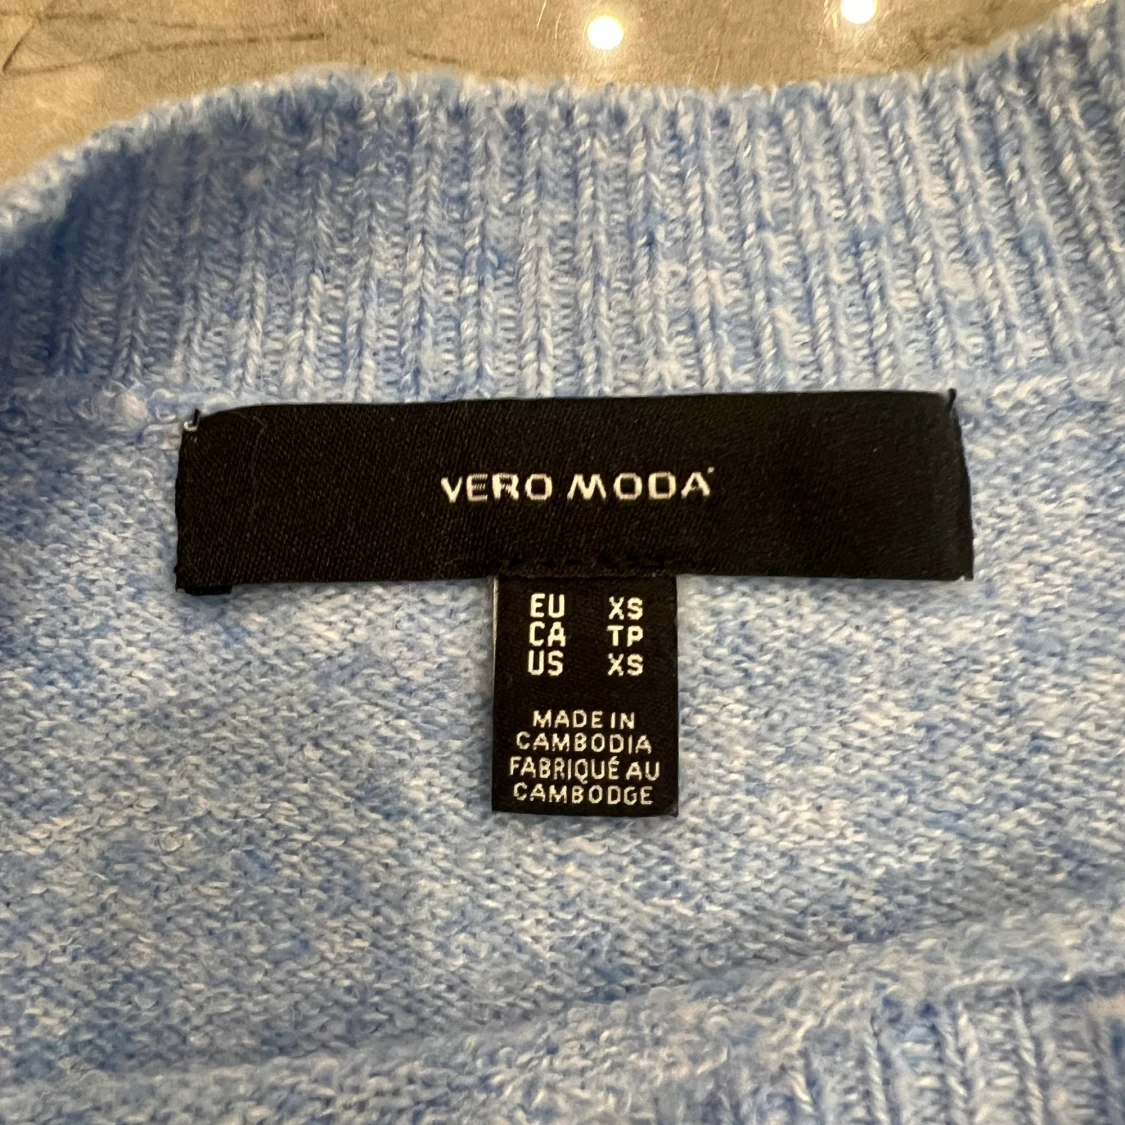 VERO MODA
EU XS
CA TP
US XS
MADE IN
CAMBODIA
FABRIQUÉ AU
CAMBODGE